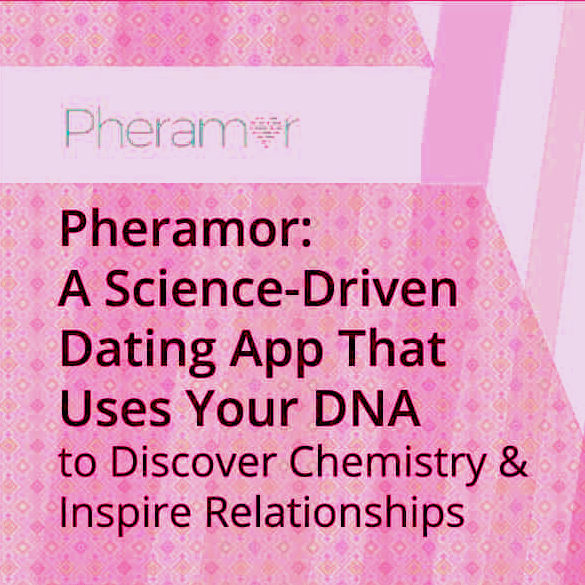 Pheramor
Pheramor:
A Science-Driven
Dating App That
Uses Your DNA
to Discover Chemistry &
Inspire Relationships